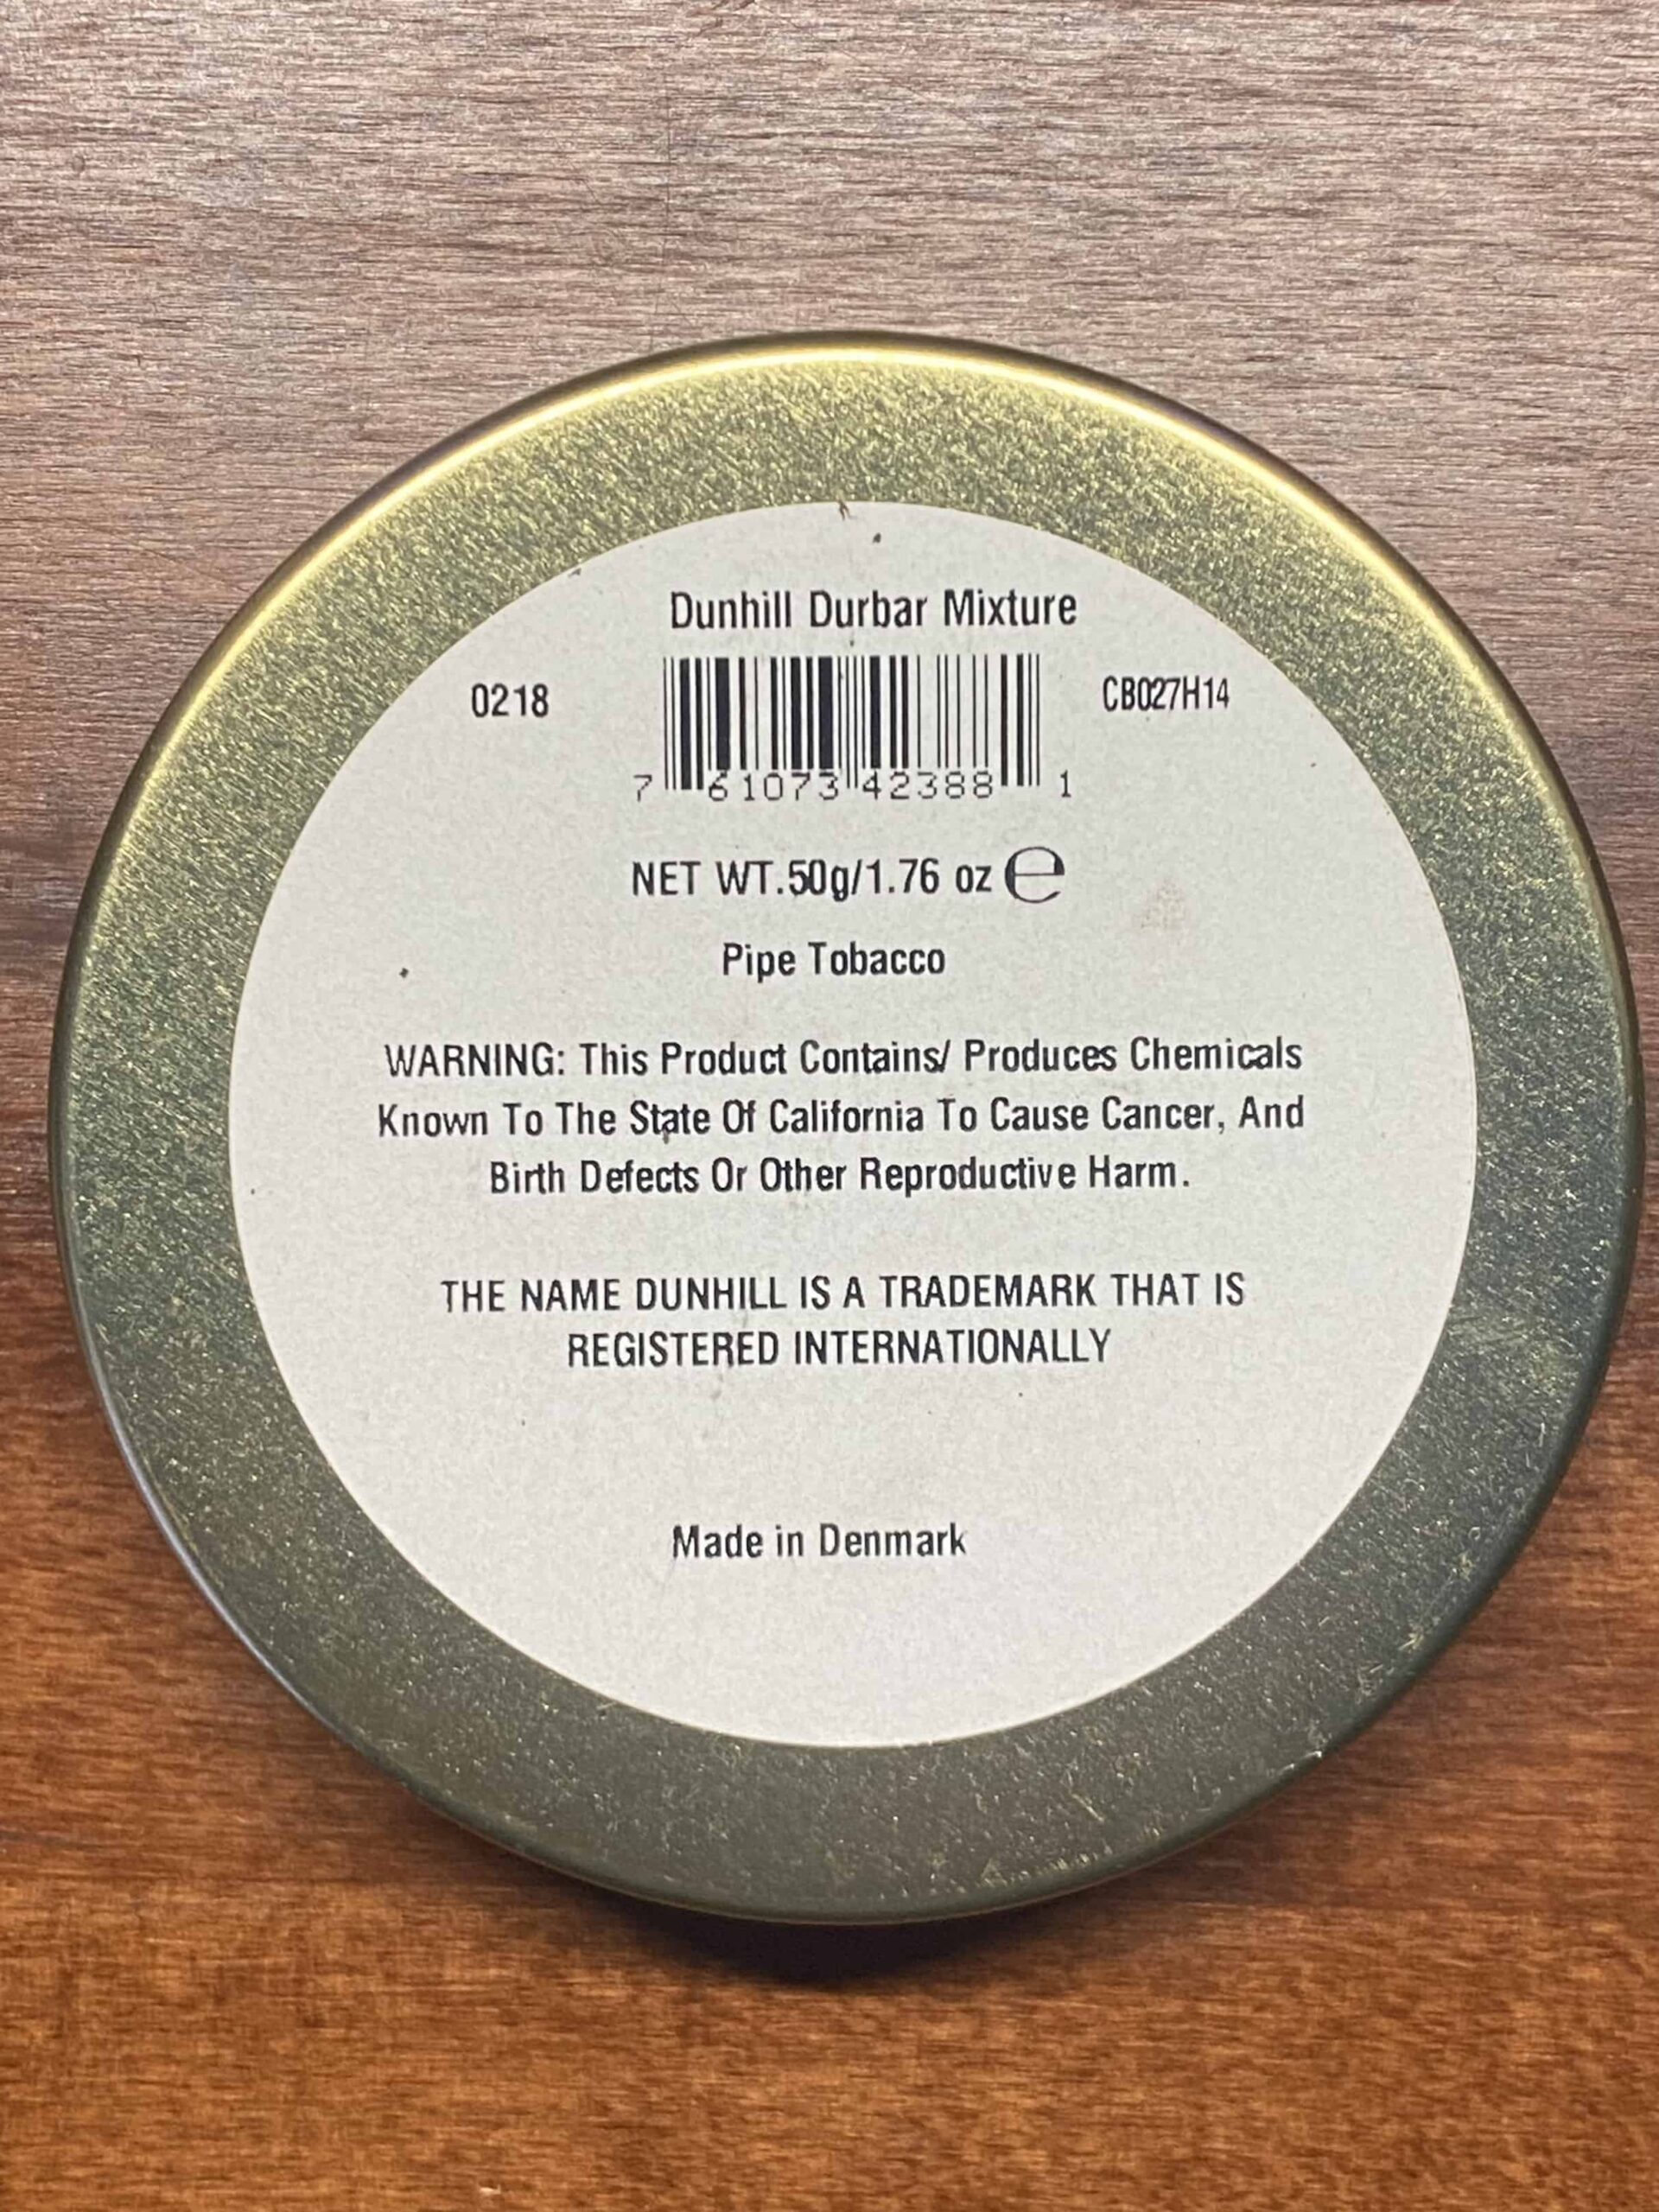 Dunhill Durbar Mixture
0218
CB027H14
7 61073 42388 1
NET WT.50g/1.76 oz ℮
Pipe Tobacco
WARNING: This Product Contains/ Produces Chemicals
Known To The State Of California To Cause Cancer, And
Birth Defects Or Other Reproductive Harm.
THE NAME DUNHILL IS A TRADEMARK THAT IS
REGISTERED INTERNATIONALLY
Made in Denmark